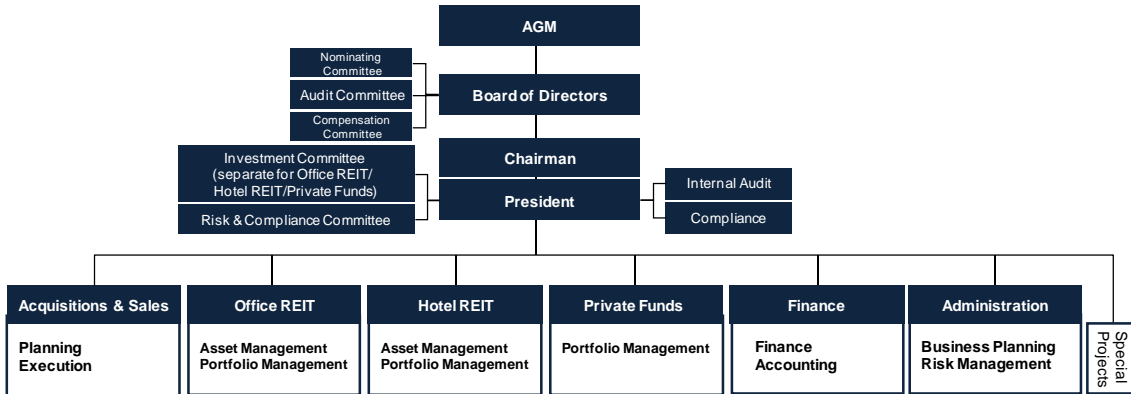 AGM
Nominating
Committee
Audit Committee
Compensation
Committee
Board of Directors
Chairman
President
Investment Committee
(separate for Office REIT/
Hotel REIT/Private Funds)
Risk & Compliance Committee
Internal Audit
Compliance
Acquisitions & Sales
Planning
Execution
Office REIT
Asset Management
Portfolio Management
Hotel REIT
Asset Management
Portfolio Management
Private Funds
Portfolio Management
Finance
Finance
Accounting
Administration
Business Planning
Risk Management
Special
Projects